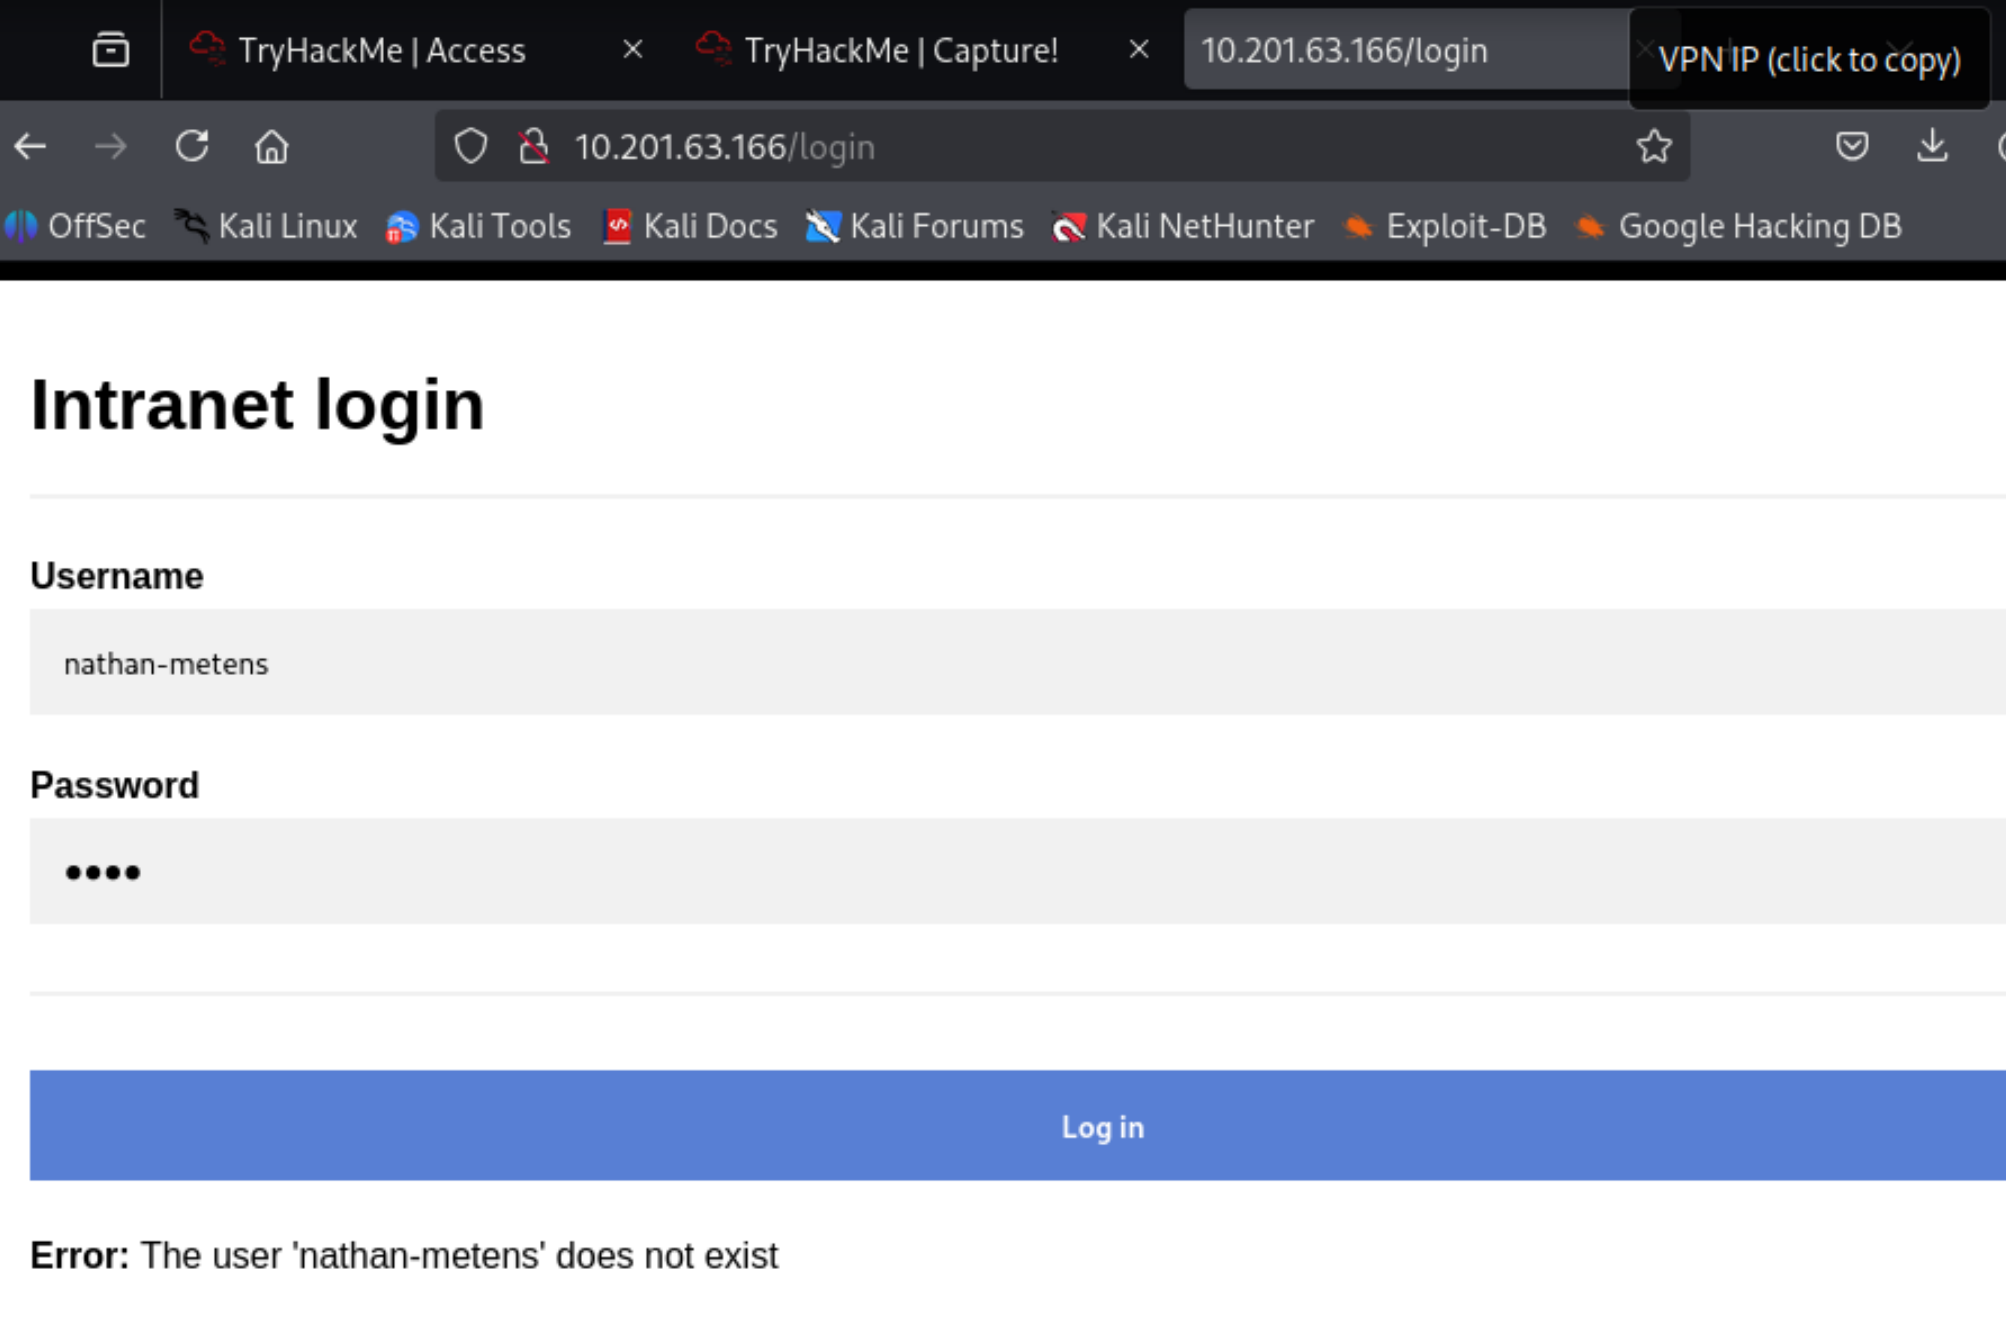 TryHackMe | Access TryHackMe | Capture! 10.201.63.166/login VPN IP (click to copy)
10.201.63.166/login
OffSec Kali Linux Kali Tools Kali Docs Kali Forums Kali NetHunter Exploit-DB Google Hacking DB
Intranet login
Username
nathan-metens
Password
••••
Log in
Error: The user 'nathan-metens' does not exist